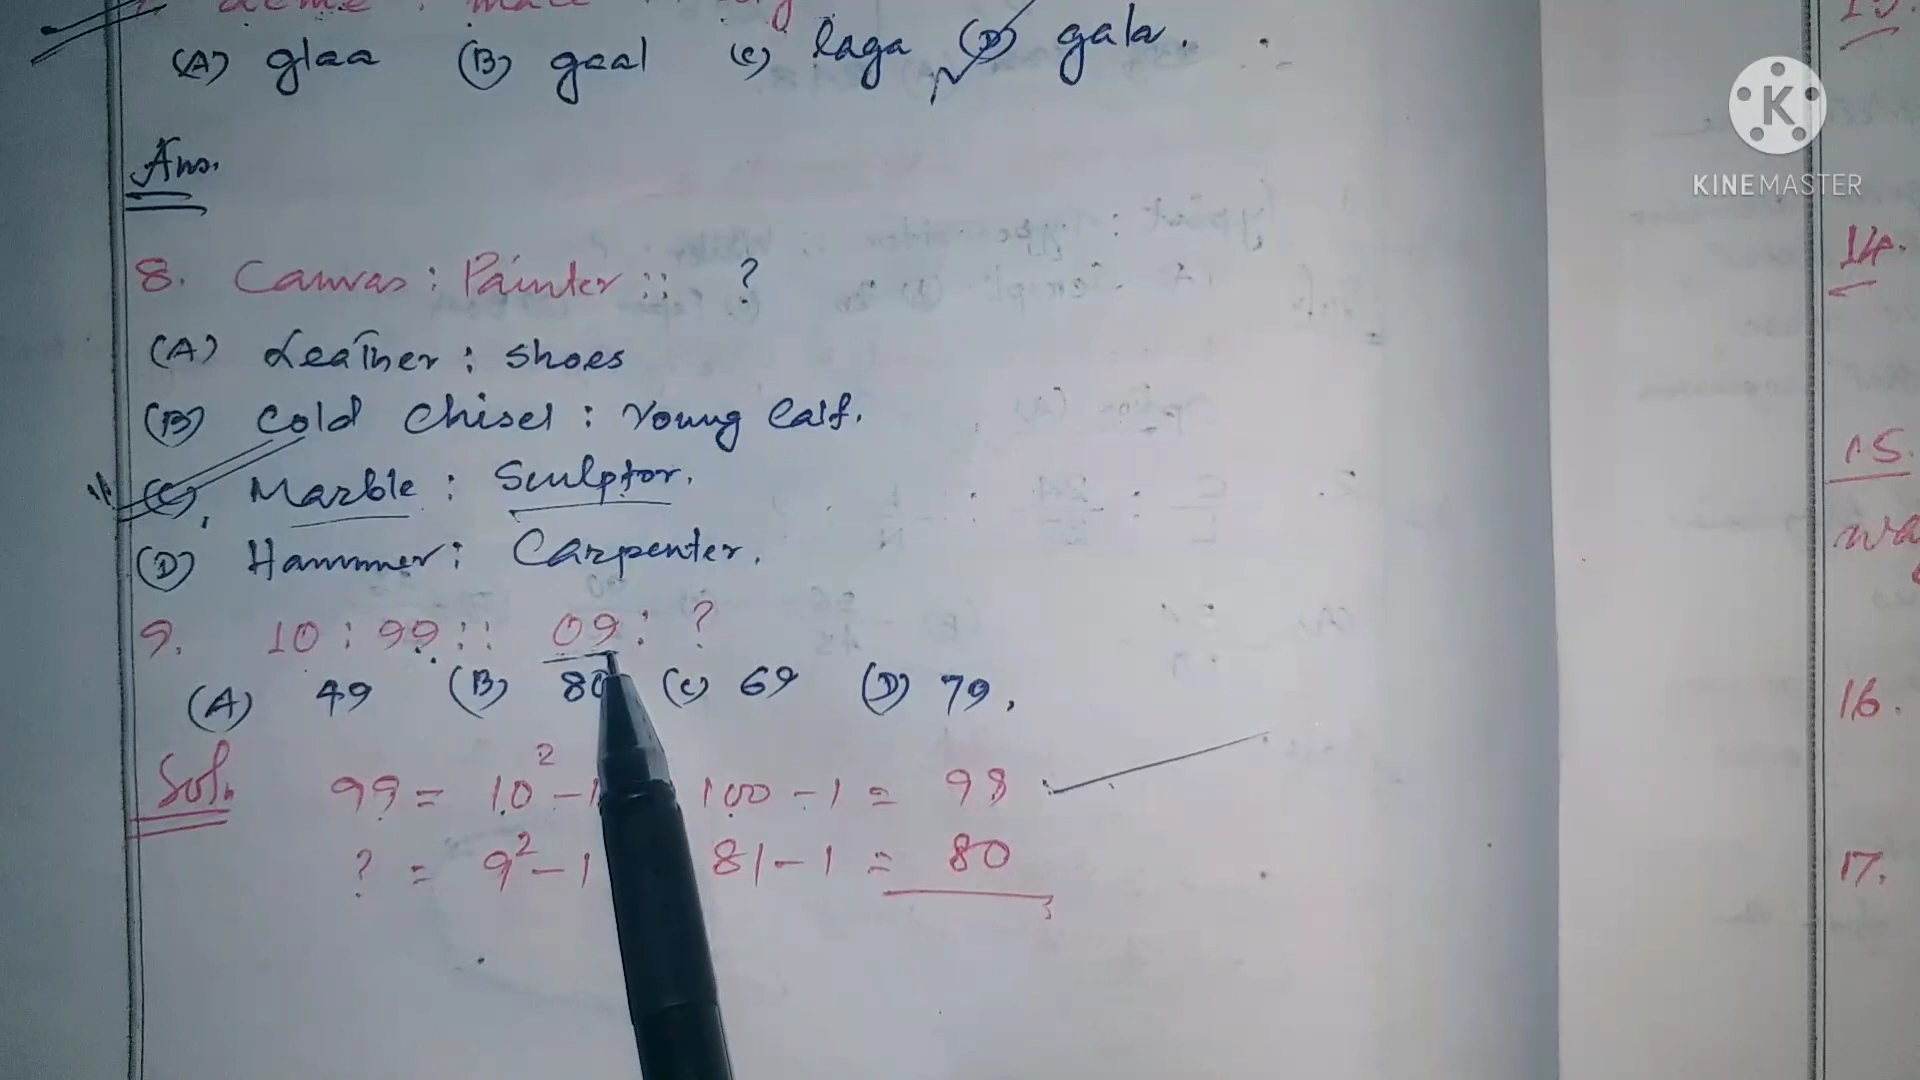 (A) glaa (B) gaal (C) laga (D) gala.
Ans.
8. Canvas : Painter :: ?
(A) Leather : Shoes
(B) Cold Chisel : Young Calf.
(C) Marble : Sculptor.
(D) Hammer : Carpenter.
9. 10 : 99 :: 09 : ?
(A) 49 (B) 80 (C) 69 (D) 79.
Sol. 99 = 10² - 1 100 - 1 = 99
? = 9² - 1 81 - 1 = 80
14.
15.
16.
17.
KINEMASTER